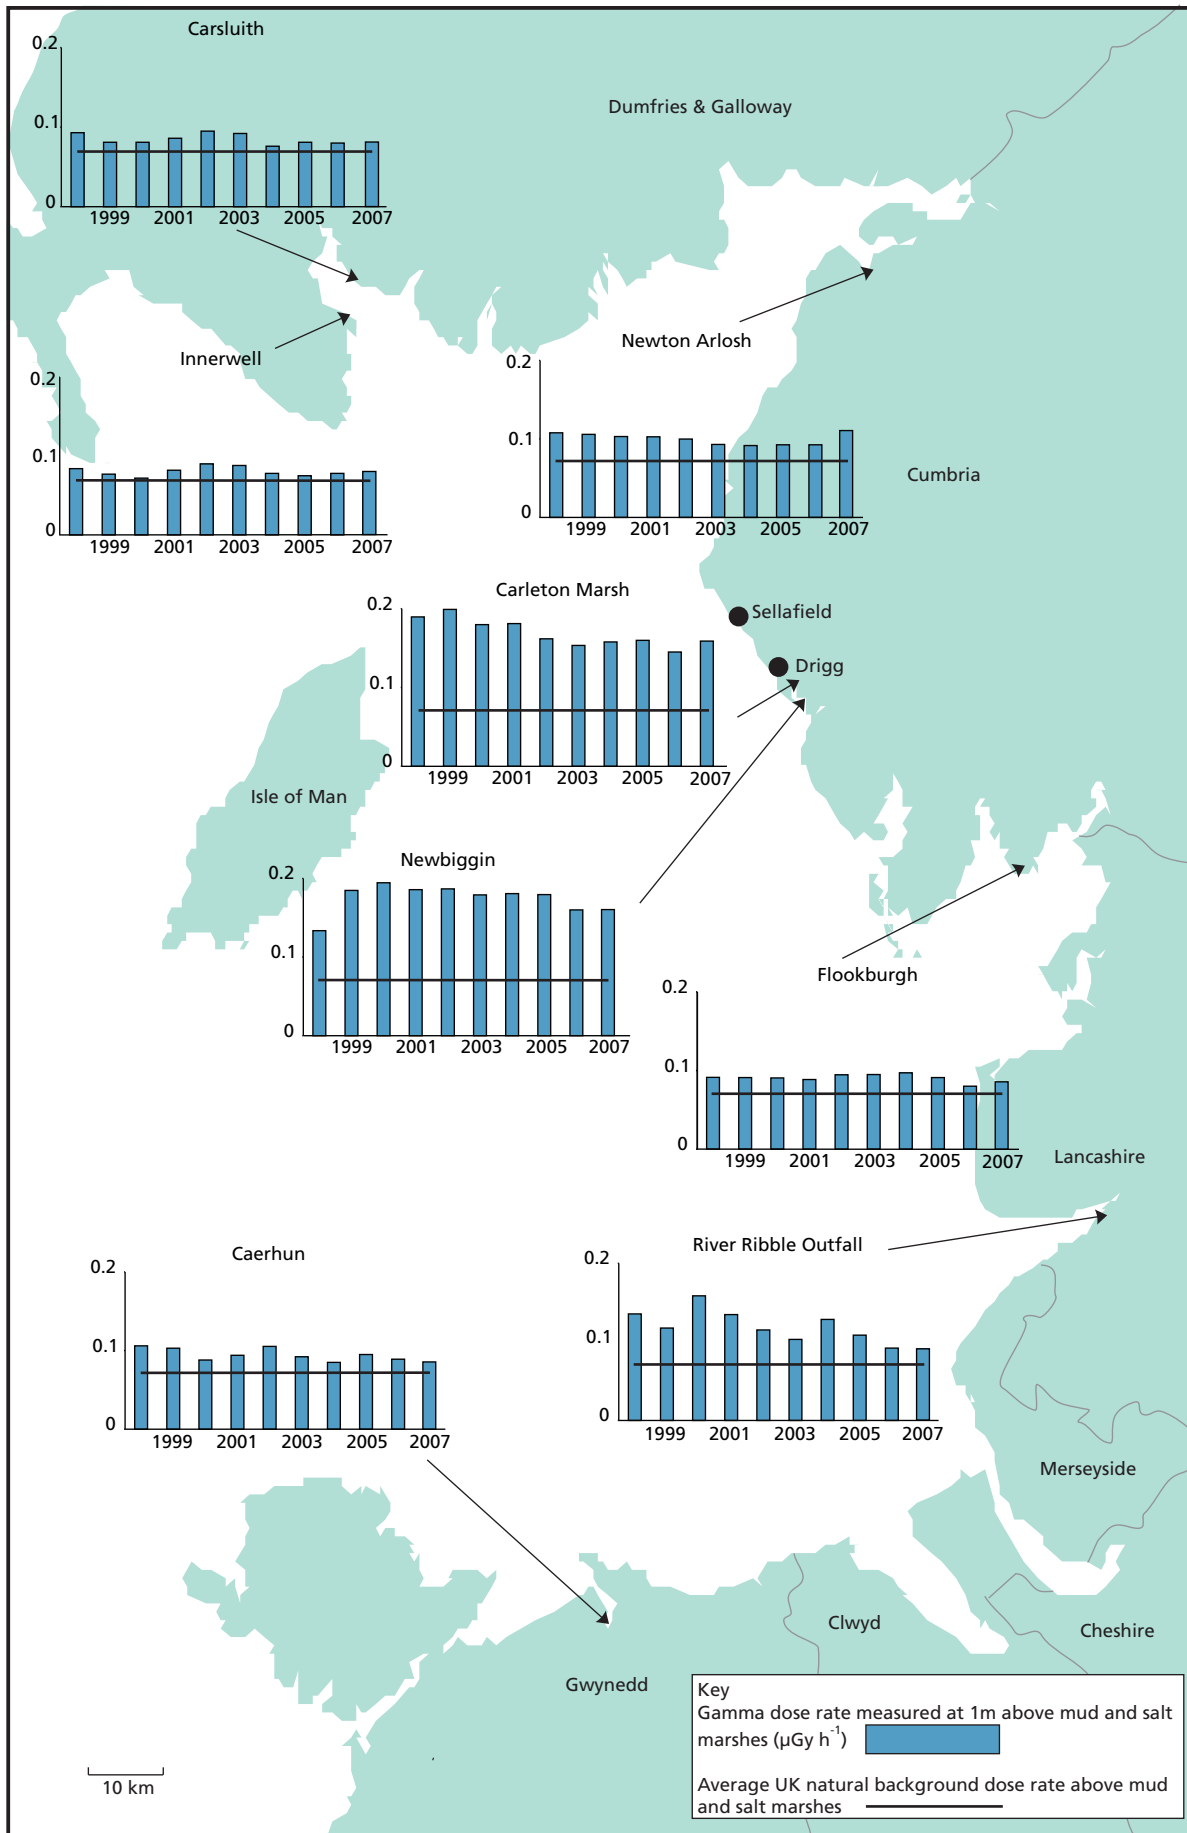 Carsluith
0.2
0.1
0
1999 2001 2003 2005 2007
Dumfries & Galloway
Innerwell
0.2
0.1
0
1999 2001 2003 2005 2007
Newton Arlosh
0.2
0.1
0
1999 2001 2003 2005 2007
Cumbria
Carleton Marsh
0.2
0.1
0
1999 2001 2003 2005 2007
Sellafield
Drigg
Isle of Man
Newbiggin
0.2
0.1
0
1999 2001 2003 2005 2007
Flookburgh
0.2
0.1
0
1999 2001 2003 2005 2007
Lancashire
Caerhun
0.2
0.1
0
1999 2001 2003 2005 2007
River Ribble Outfall
0.2
0.1
0
1999 2001 2003 2005 2007
Merseyside
Clwyd
Cheshire
Gwynedd
10 km
Key
Gamma dose rate measured at 1m above mud and salt
marshes (µGy h⁻¹)
Average UK natural background dose rate above mud
and salt marshes